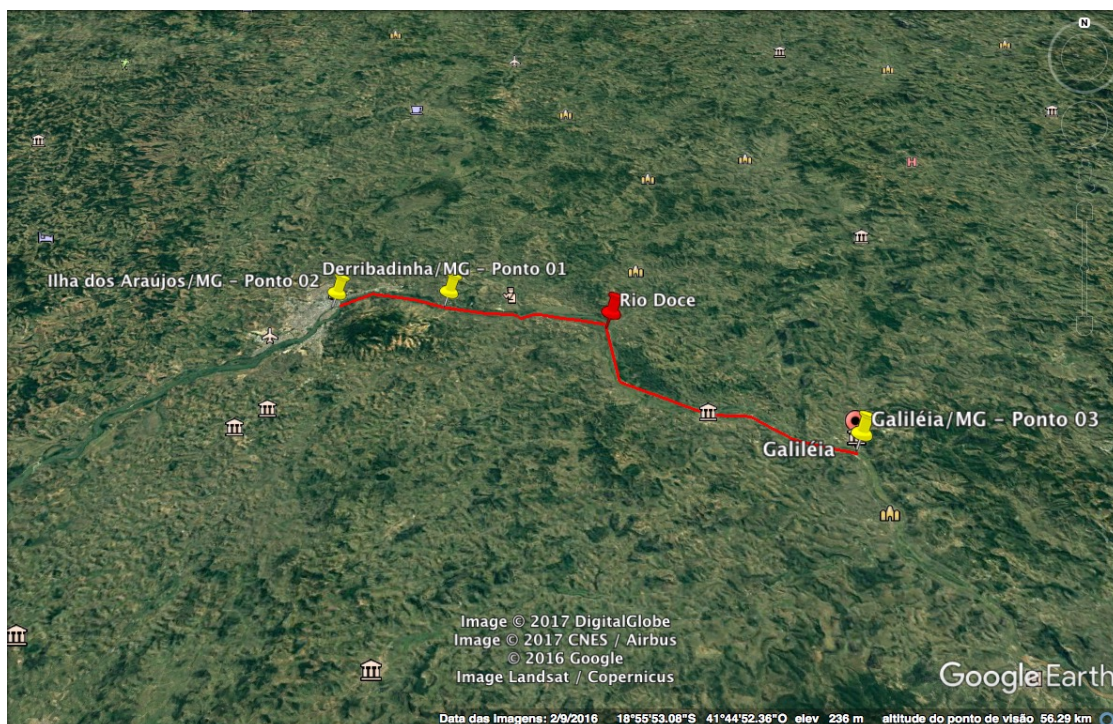 N
Derribadinha/MG – Ponto 01
Ilha dos Araújos/MG – Ponto 02
Rio Doce
Galiléia/MG – Ponto 03
Galiléia
H
Image © 2017 DigitalGlobe
Image © 2017 CNES / Airbus
© 2016 Google
Image Landsat / Copernicus
Google Earth
Data das imagens: 2/9/2016 18°55'53.08"S 41°44'52.36"O elev 236 m altitude do ponto de visão 56.29 km